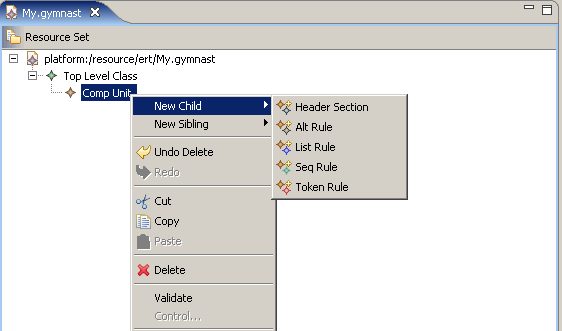 My.gymnast
Resource Set
platform:/resource/ert/My.gymnast
Top Level Class
Comp Unit
New Child
New Sibling
Undo Delete
Redo
Cut
Copy
Paste
Delete
Validate
Control...
Header Section
Alt Rule
List Rule
Seq Rule
Token Rule